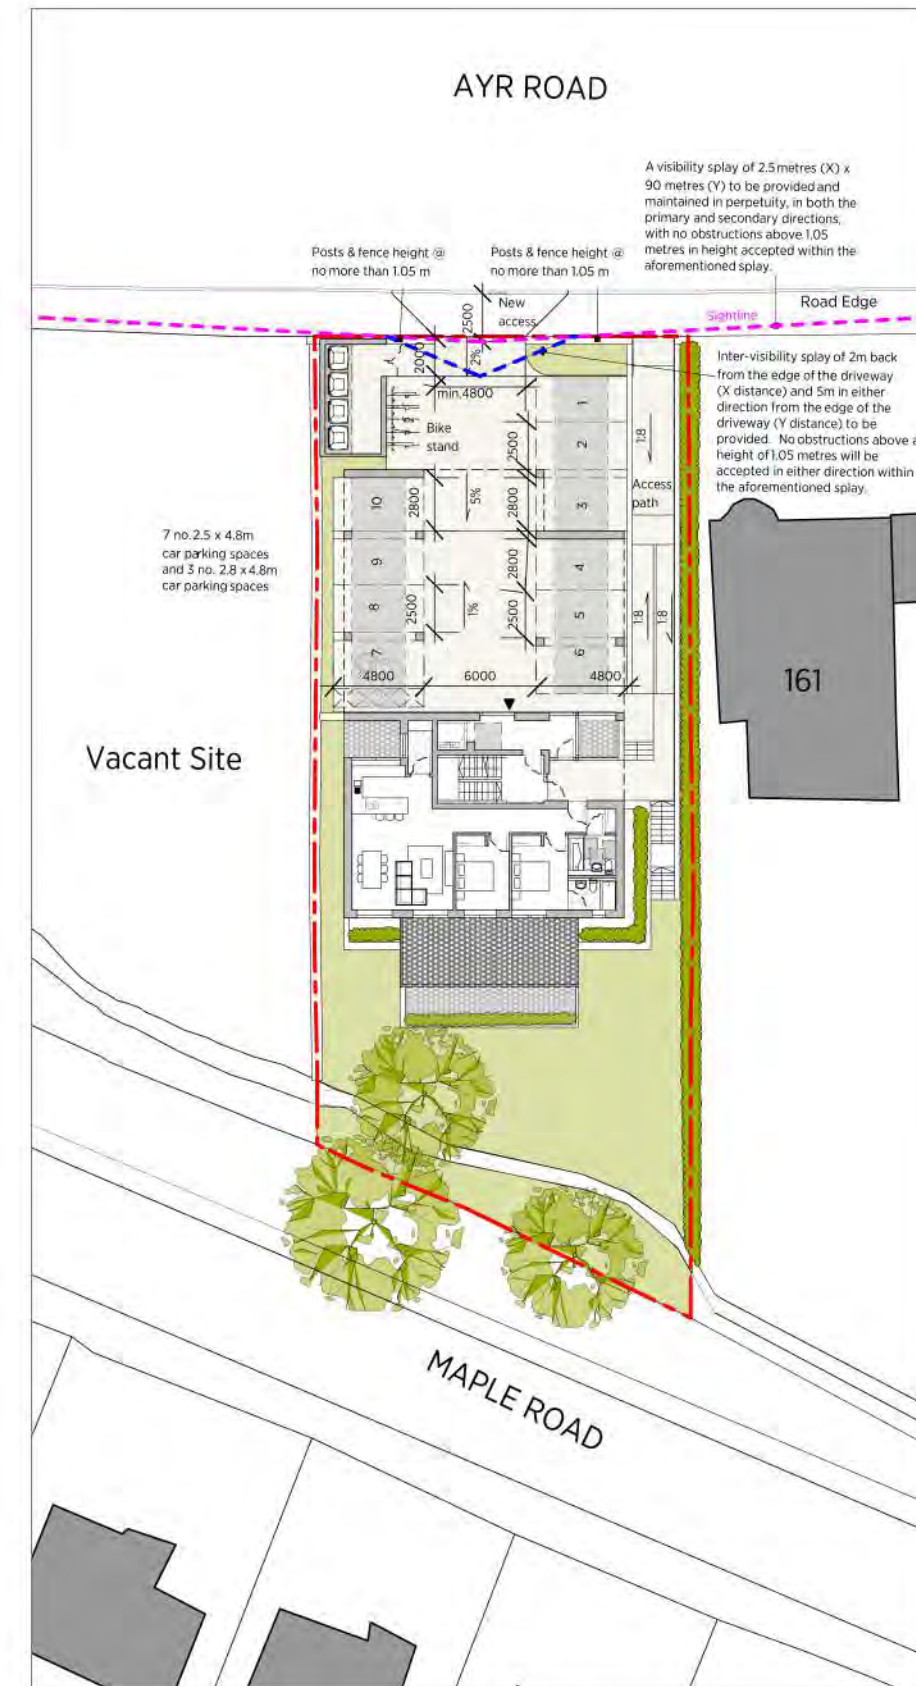 AYR ROAD
A visibility splay of 2.5 metres (X) x
90 metres (Y) to be provided and
maintained in perpetuity, in both the
primary and secondary directions,
with no obstructions above 1.05
metres in height accepted within the
aforementioned splay.
Posts & fence height @
no more than 1.05 m
Posts & fence height @
no more than 1.05 m
New
access
Road Edge
Sightline
2500
2000
2%
min.4800
Inter-visibility splay of 2m back
from the edge of the driveway
(X distance) and 5m in either
direction from the edge of the
driveway (Y distance) to be
provided. No obstructions above a
height of 1.05 metres will be
accepted in either direction within
the aforementioned splay.
Bike
stand
1
2
3
2500
1:8
Access
path
10
2800
5%
2800
7 no. 2.5 x 4.8m
car parking spaces
and 3 no. 2.8 x 4.8m
car parking spaces
9
8
7
2500
1%
2800
2500
4
5
6
1:8
1:8
4800
6000
4800
161
Vacant Site
MAPLE ROAD